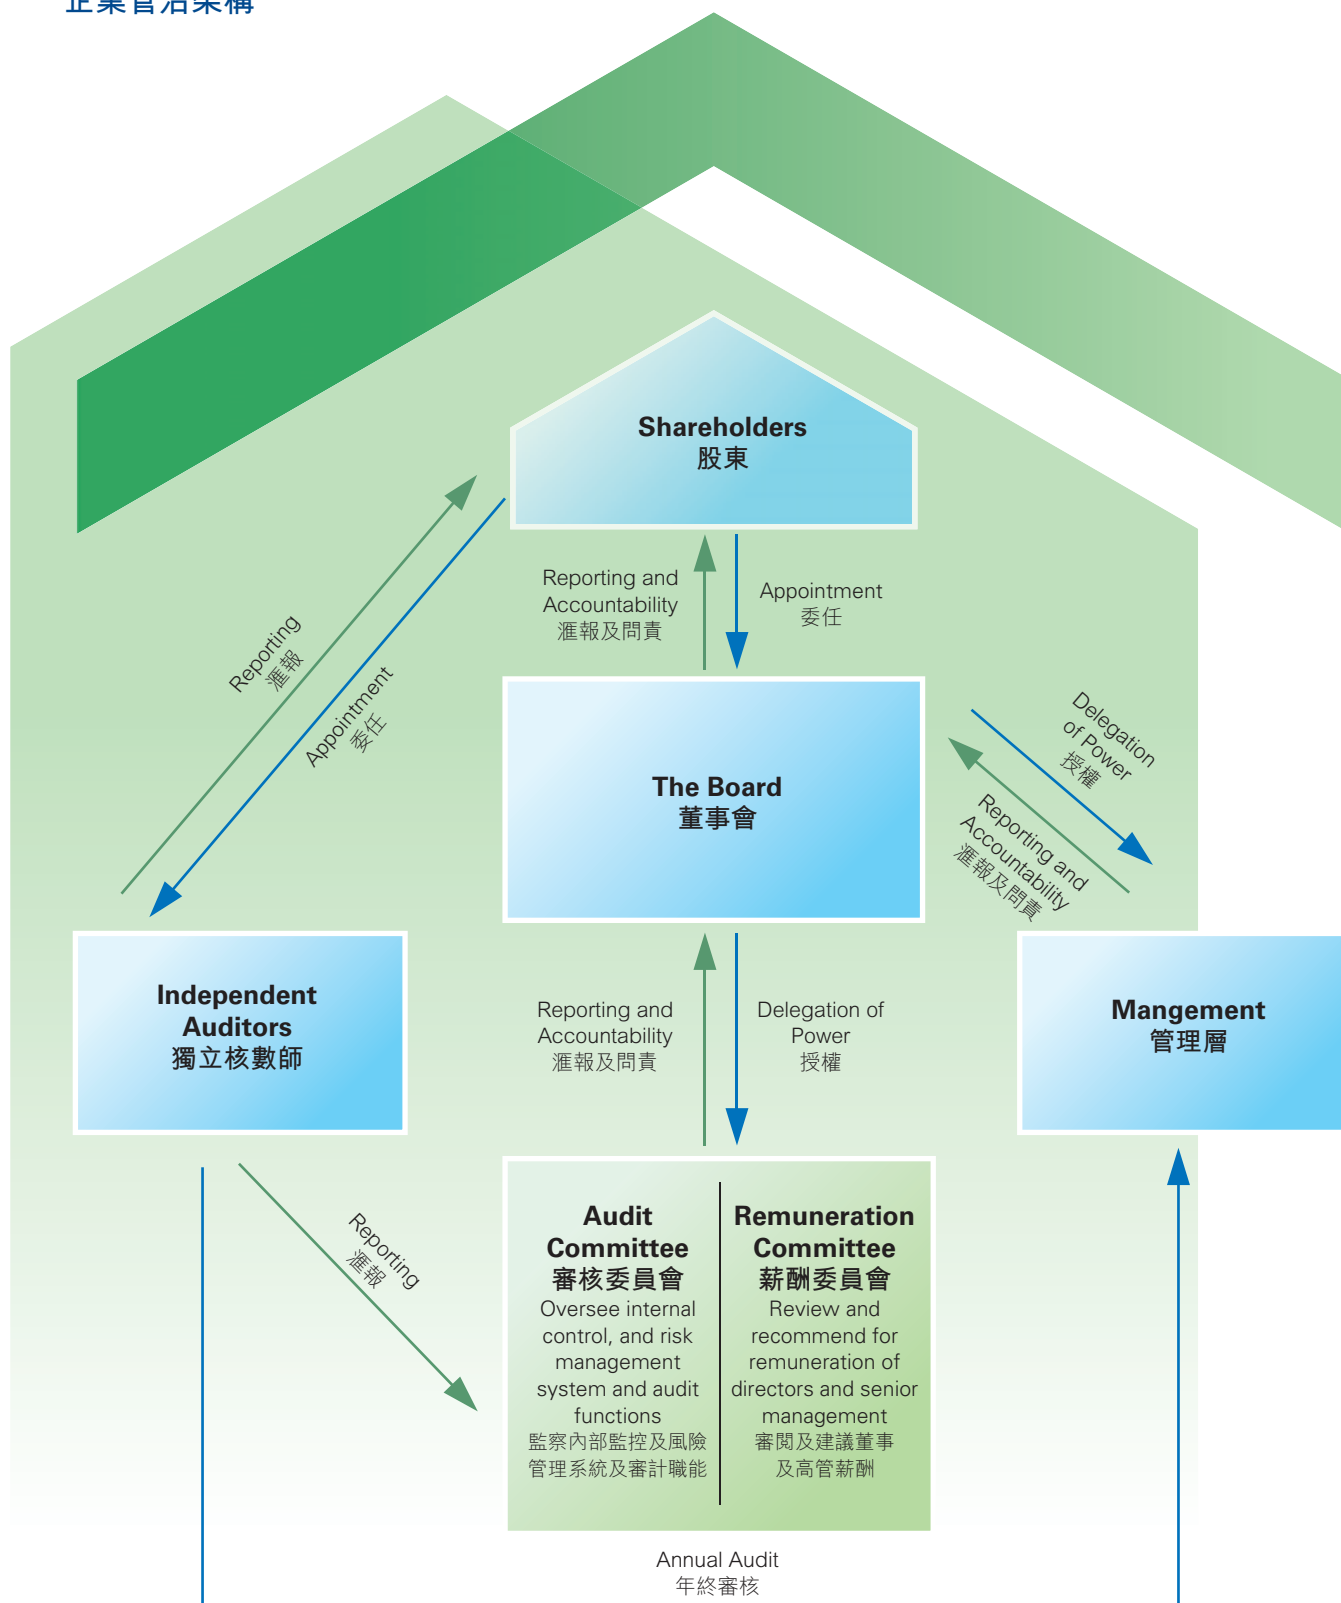 企業管治架構
Shareholders
股東
Reporting and
Accountability
滙報及問責
Appointment
委任
Reporting
滙報
Appointment
委任
The Board
董事會
Delegation
of Power
授權
Reporting and
Accountability
滙報及問責
Independent
Auditors
獨立核數師
Reporting and
Accountability
滙報及問責
Delegation of
Power
授權
Mangement
管理層
Reporting
滙報
Audit
Committee
審核委員會
Oversee internal
control, and risk
management
system and audit
functions
監察內部監控及風險
管理系統及審計職能
Remuneration
Committee
薪酬委員會
Review and
recommend for
remuneration of
directors and senior
management
審閱及建議董事
及高管薪酬
Annual Audit
年終審核